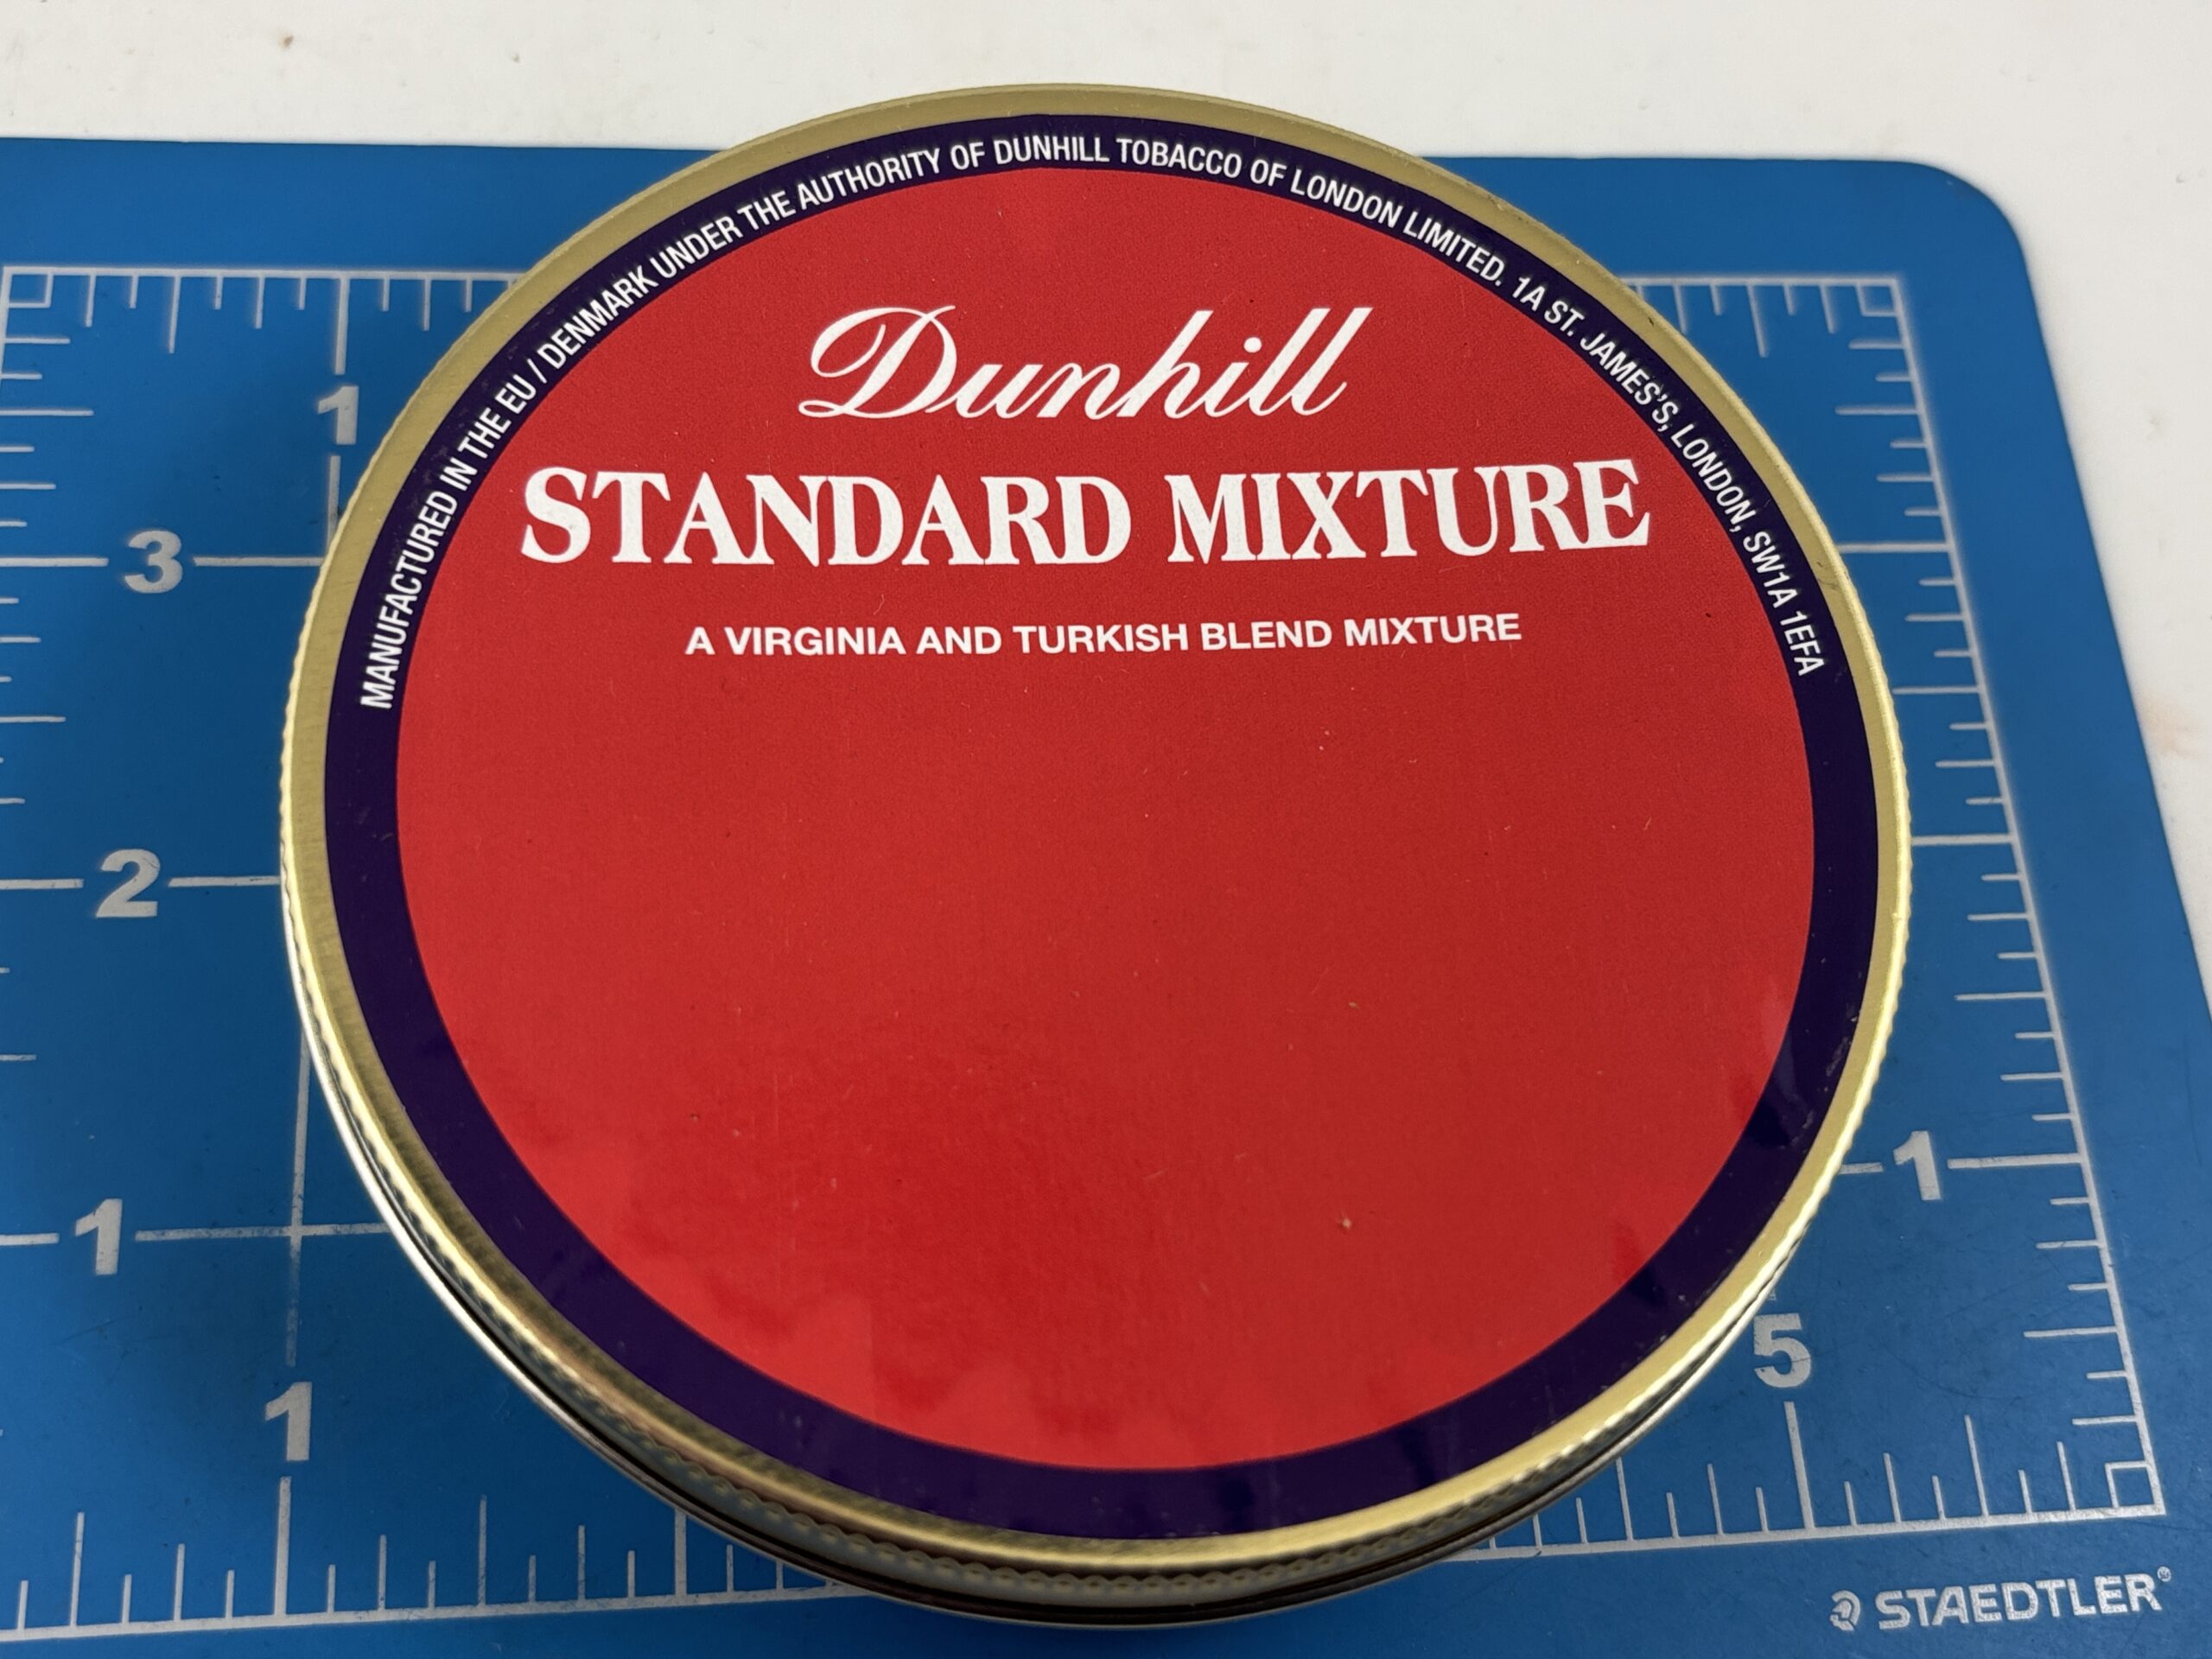 MANUFACTURED IN THE EU / DENMARK UNDER THE AUTHORITY OF DUNHILL TOBACCO OF LONDON LIMITED. 1A ST. JAMES'S, LONDON, SW1A 1EFA
Dunhill
STANDARD MIXTURE
A VIRGINIA AND TURKISH BLEND MIXTURE
1
3
2
1
1
1
5
STAEDTLER®